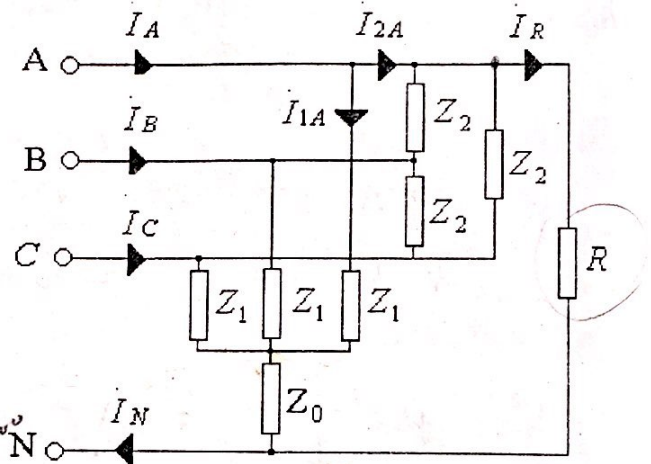 I_A I_2A I_R
A
I_1A Z_2
I_B
B Z_2
Z_2
I_C
C R
Z_1 Z_1 Z_1
Z_0
I_N
N